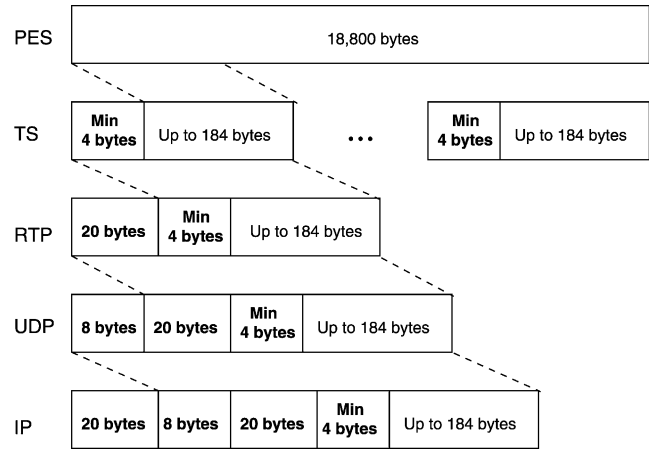 PES
18,800 bytes
TS
Min
4 bytes
Up to 184 bytes
...
Min
4 bytes
Up to 184 bytes
RTP
20 bytes
Min
4 bytes
Up to 184 bytes
UDP
8 bytes
20 bytes
Min
4 bytes
Up to 184 bytes
IP
20 bytes
8 bytes
20 bytes
Min
4 bytes
Up to 184 bytes